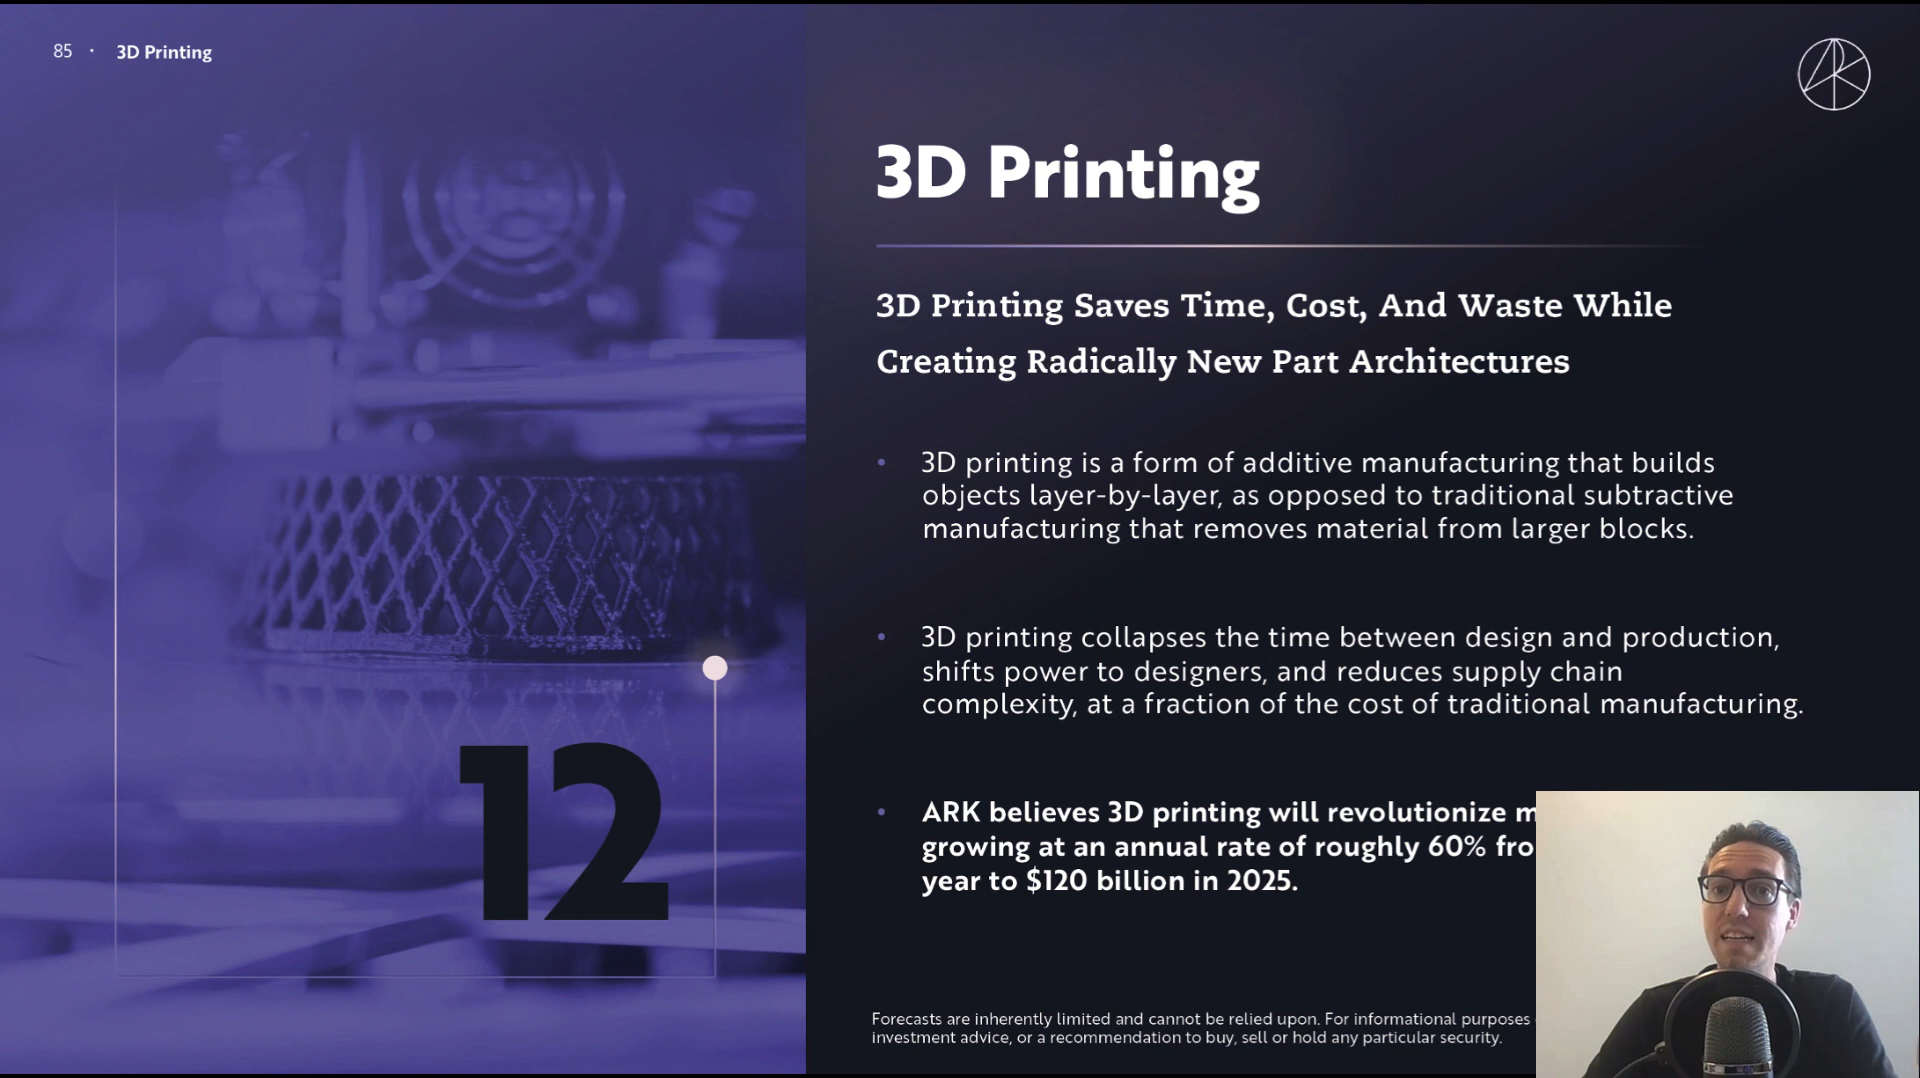 85 · 3D Printing
ARK
3D Printing
3D Printing Saves Time, Cost, And Waste While
Creating Radically New Part Architectures
• 3D printing is a form of additive manufacturing that builds
objects layer-by-layer, as opposed to traditional subtractive
manufacturing that removes material from larger blocks.
• 3D printing collapses the time between design and production,
shifts power to designers, and reduces supply chain
complexity, at a fraction of the cost of traditional manufacturing.
• ARK believes 3D printing will revolutionize
growing at an annual rate of roughly 60%
year to $120 billion in 2025.
12
Forecasts are inherently limited and cannot be relied upon. For informational purposes
investment advice, or a recommendation to buy, sell or hold any particular security.